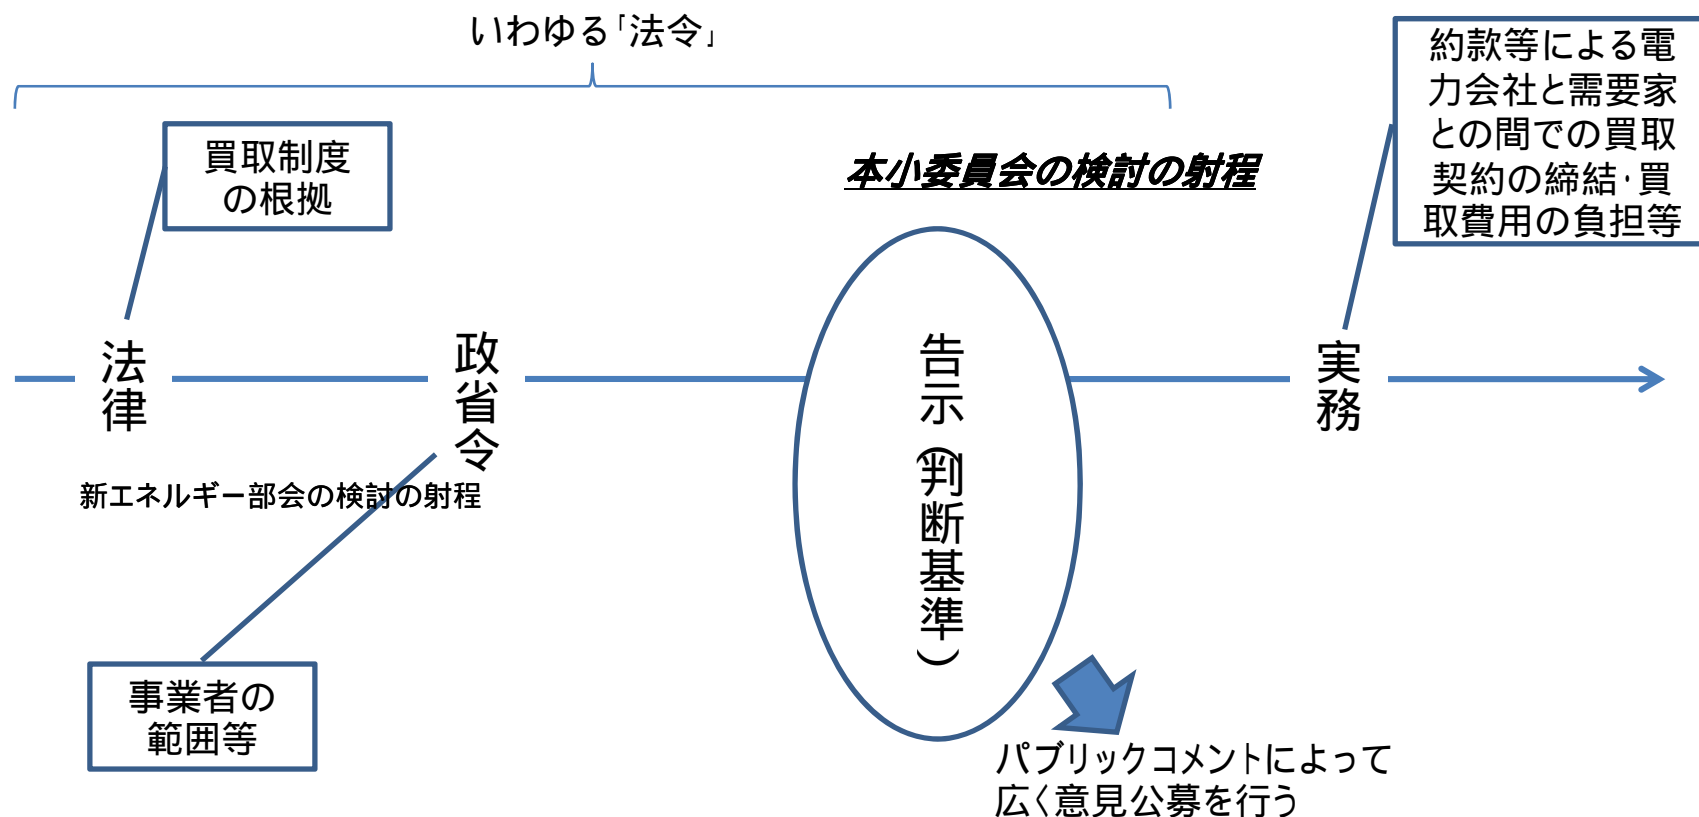 いわゆる「法令」
約款等による電
力会社と需要家
との間での買取
契約の締結・買
取費用の負担等
買取制度
の根拠
本小委員会の検討の射程
法律
政省令
告示（判断基準）
実務
新エネルギー部会の検討の射程
事業者の
範囲等
パブリックコメントによって
広く意見公募を行う